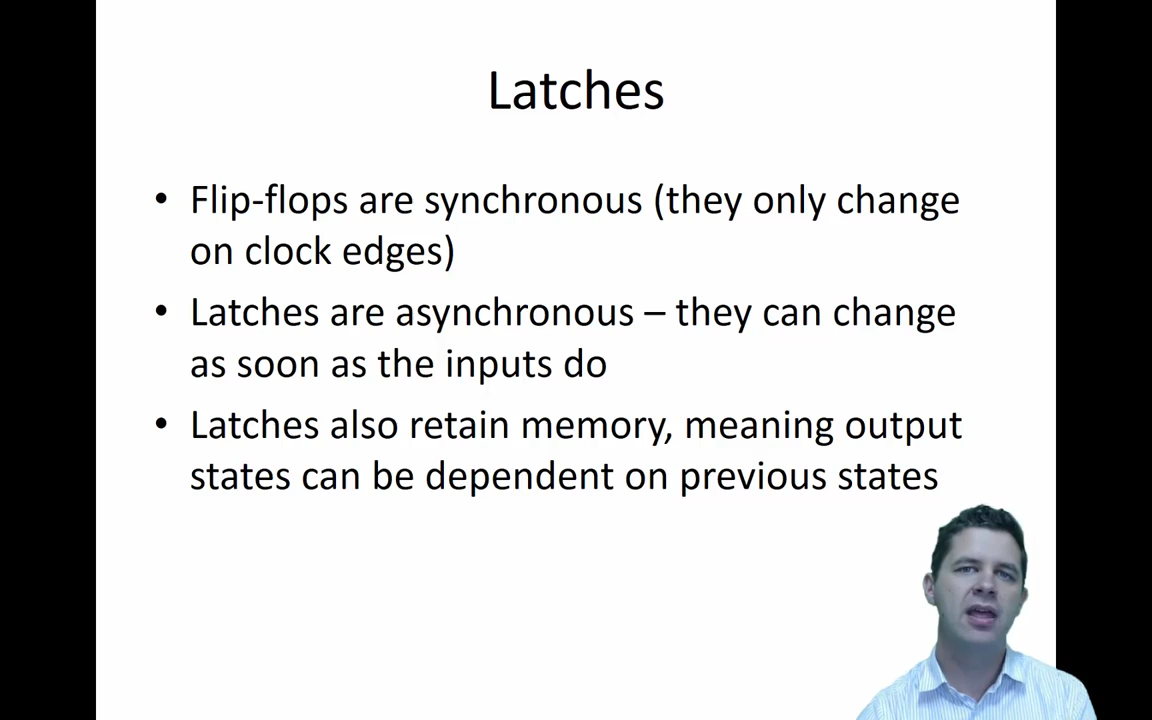 Latches
• Flip-flops are synchronous (they only change
on clock edges)
• Latches are asynchronous – they can change
as soon as the inputs do
• Latches also retain memory, meaning output
states can be dependent on previous states